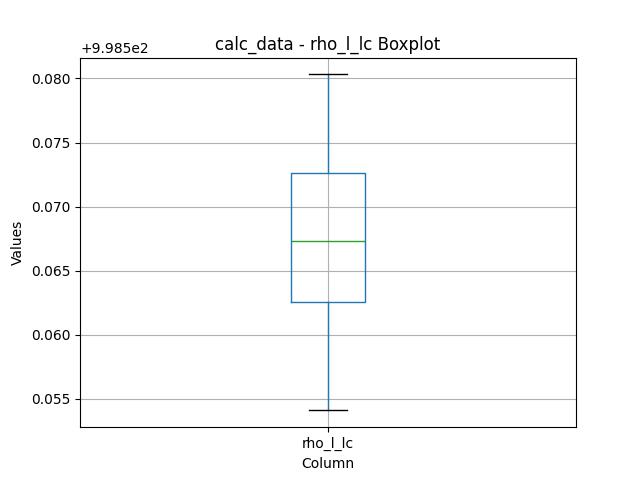 calc_data - rho_l_lc Boxplot
+9.985e2
0.080
0.075
0.070
0.065
0.060
0.055
Values
rho_l_lc
Column